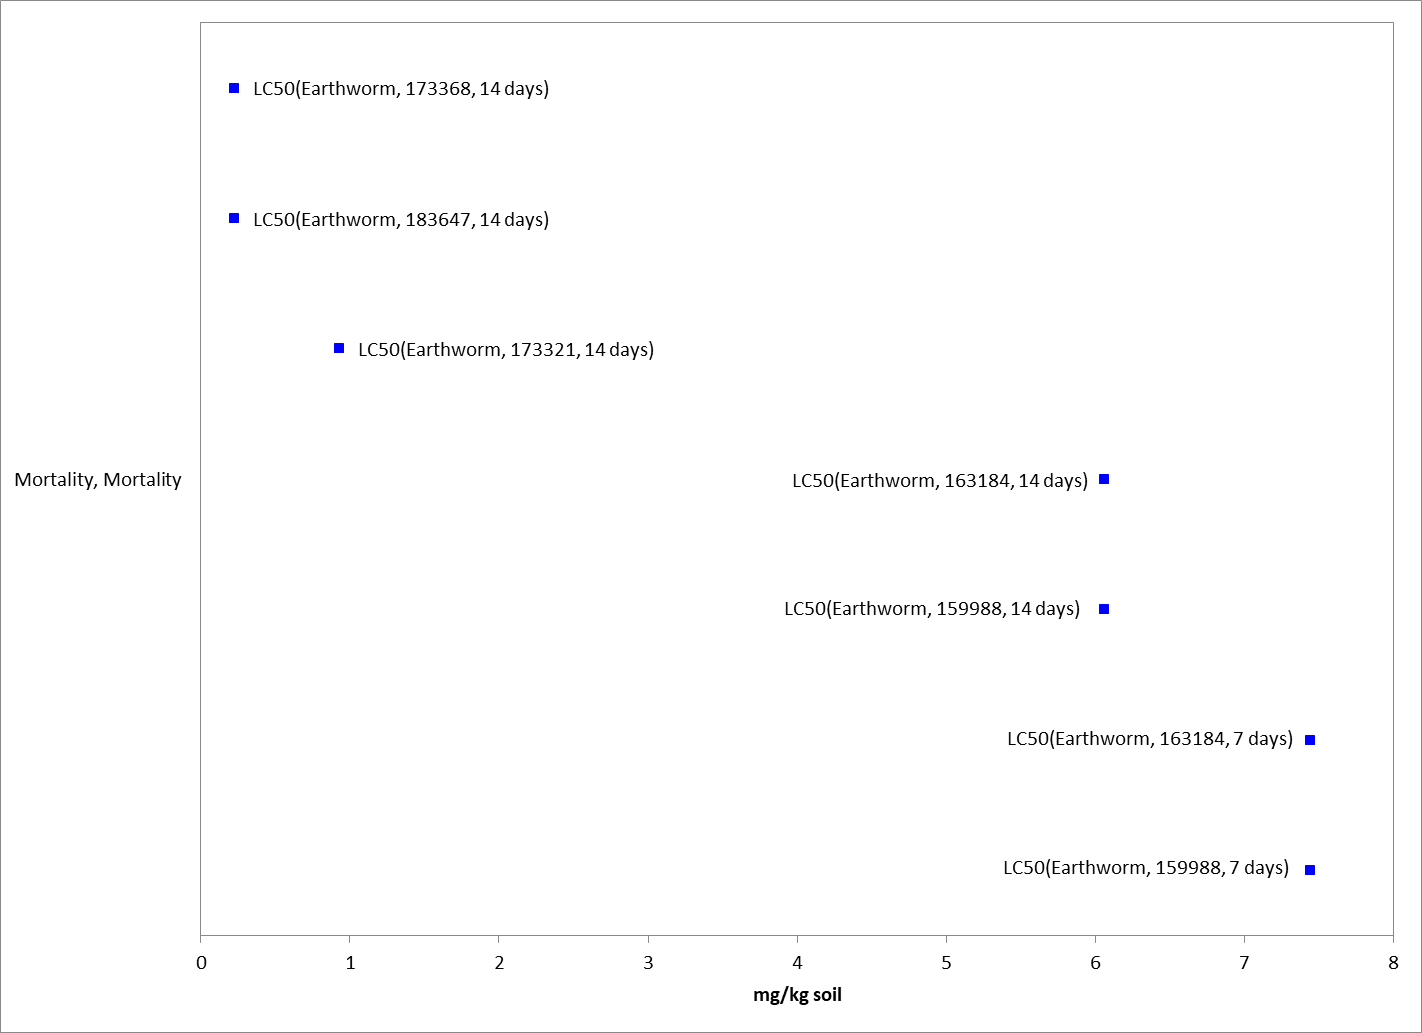 LC50(Earthworm, 173368, 14 days)
LC50(Earthworm, 183647, 14 days)
LC50(Earthworm, 173321, 14 days)
Mortality, Mortality
LC50(Earthworm, 163184, 14 days)
LC50(Earthworm, 159988, 14 days)
LC50(Earthworm, 163184, 7 days)
LC50(Earthworm, 159988, 7 days)
0 1 2 3 4 5 6 7 8
mg/kg soil